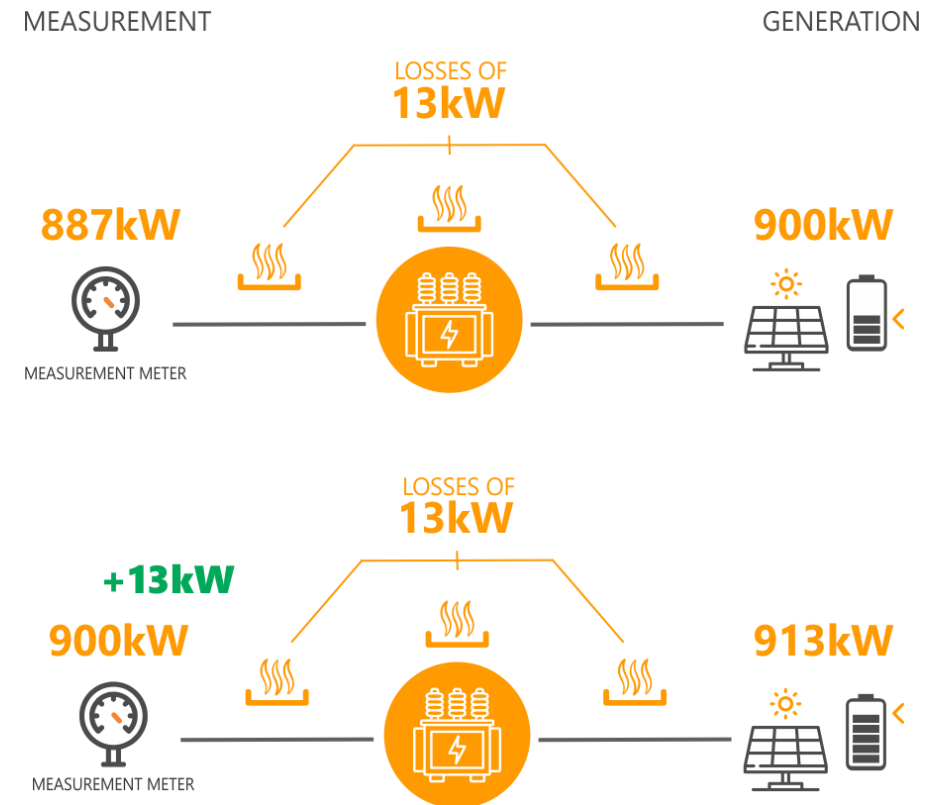 MEASUREMENT
GENERATION
LOSSES OF
13kW
887kW
900kW
MEASUREMENT METER
LOSSES OF
13kW
+13kW
900kW
913kW
MEASUREMENT METER